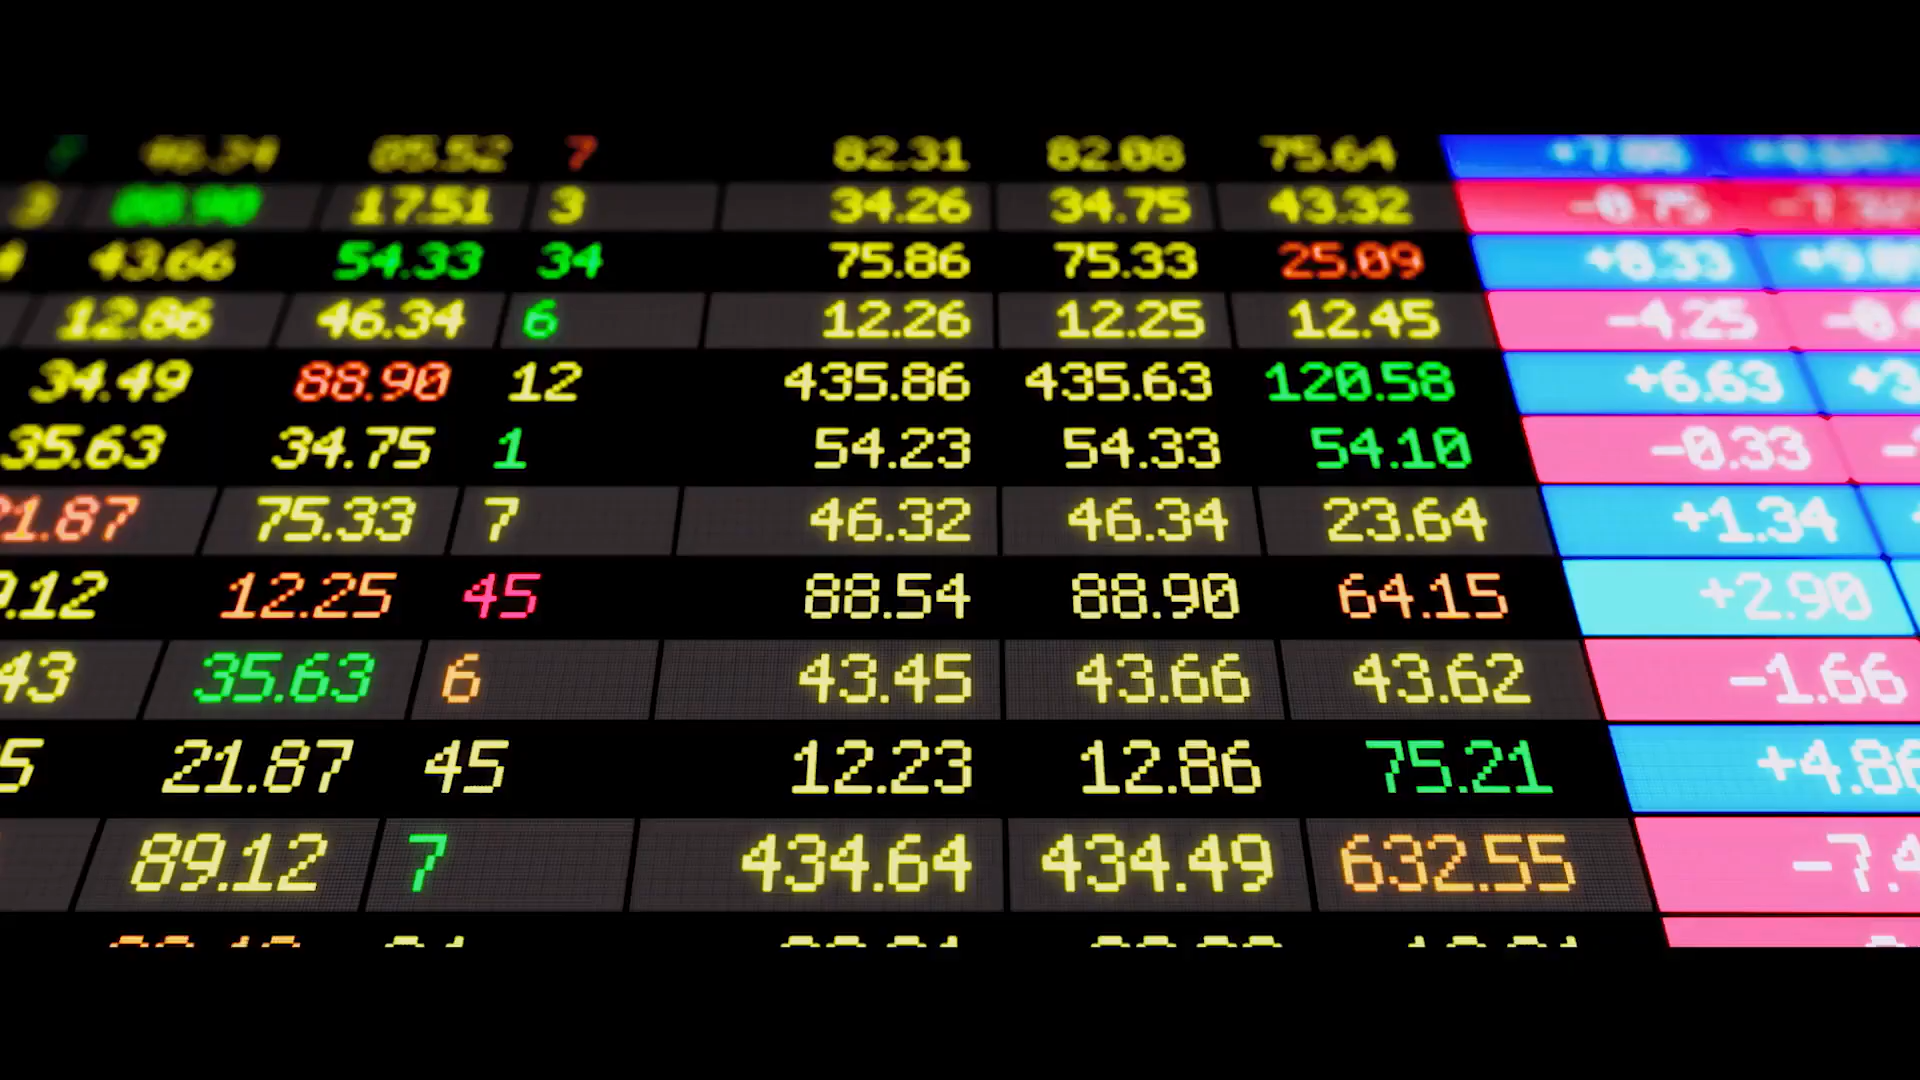 46.34 85.52 7 82.31 82.08 75.64
3 80.90 17.51 3 34.26 34.75 43.32 -0.75
43.66 54.33 34 75.86 75.33 25.09 +8.33
12.86 46.34 6 12.26 12.25 12.45 -4.25
34.49 88.90 12 435.86 435.63 120.58 +6.63
35.63 34.75 1 54.23 54.33 54.10 -0.33
21.87 75.33 7 46.32 46.34 23.64 +1.34
9.12 12.25 45 88.54 88.90 64.15 +2.90
43 35.63 6 43.45 43.66 43.62 -1.66
5 21.87 45 12.23 12.86 75.21 +4.86
89.12 7 434.64 434.49 632.55 -7.4